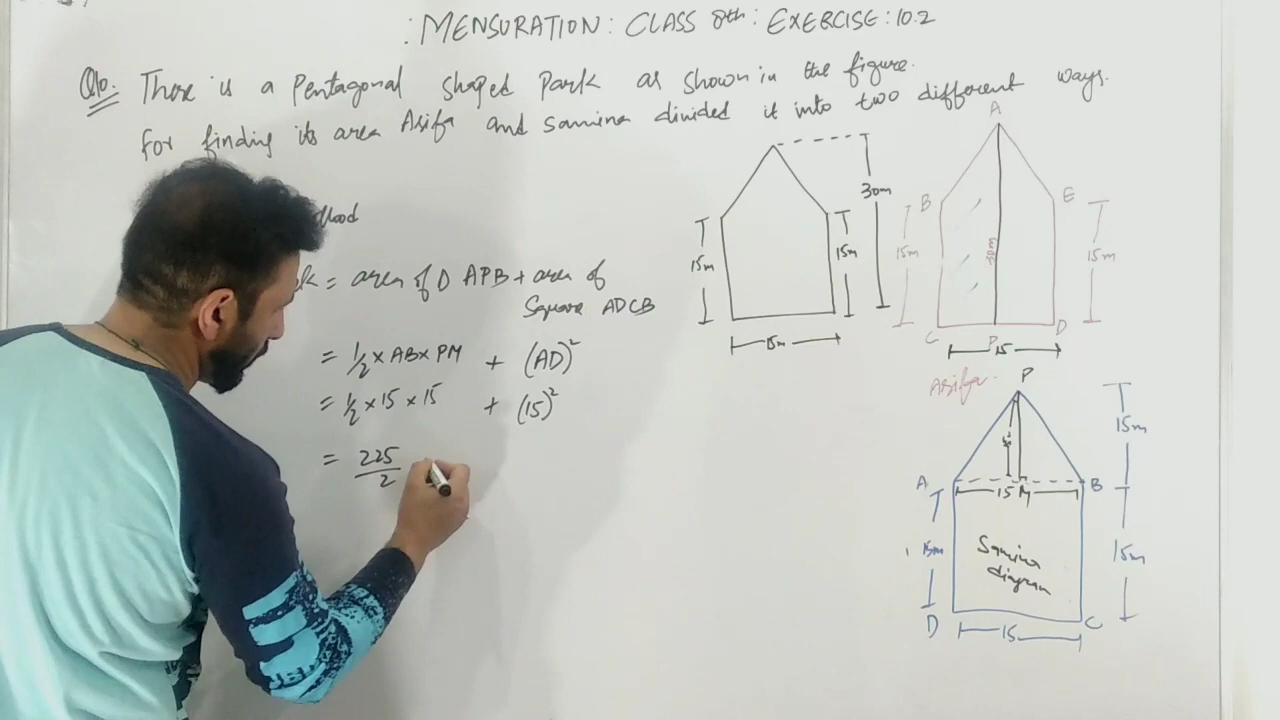 : MENSURATION : CLASS 8th : EXERCISE : 10.2
Q10. There is a Pentagonal shaped Park as shown in the figure.
For finding its area Asifa and Samina divided it into two different ways.
= area of D APB + area of
Square ADCB
= 1/2 × AB × PM + (AD)²
= 1/2 × 15 × 15 + (15)²
= 225/2
30m
15m
15m
15m
A
B
E
15m
30m
15m
C
P
D
15
Asifa
P
15m
A
15 M
B
15m
Samina
diagram
15m
D
15
C